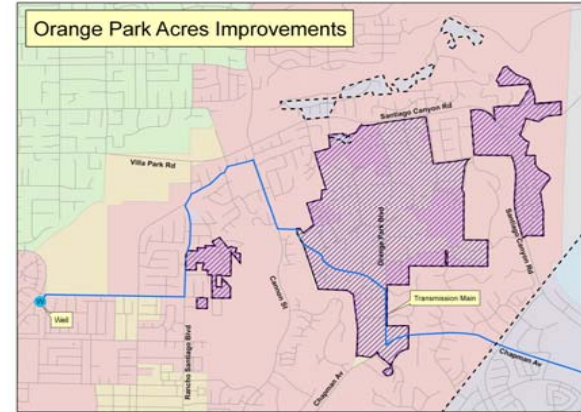 Orange Park Acres Improvements
Santiago Canyon Rd
Villa Park Rd
Orange Park Blvd
Santiago Canyon Rd
W
Well
Cannon St
Transmission Main
Rancho Santiago Blvd
Chapman Av
Chapman Av